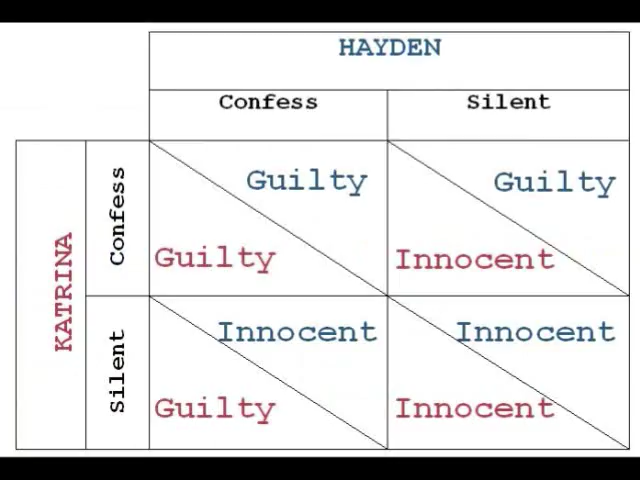 HAYDEN
Confess
Silent
KATRINA
Confess
Guilty
Guilty
Guilty
Innocent
Silent
Innocent
Innocent
Guilty
Innocent